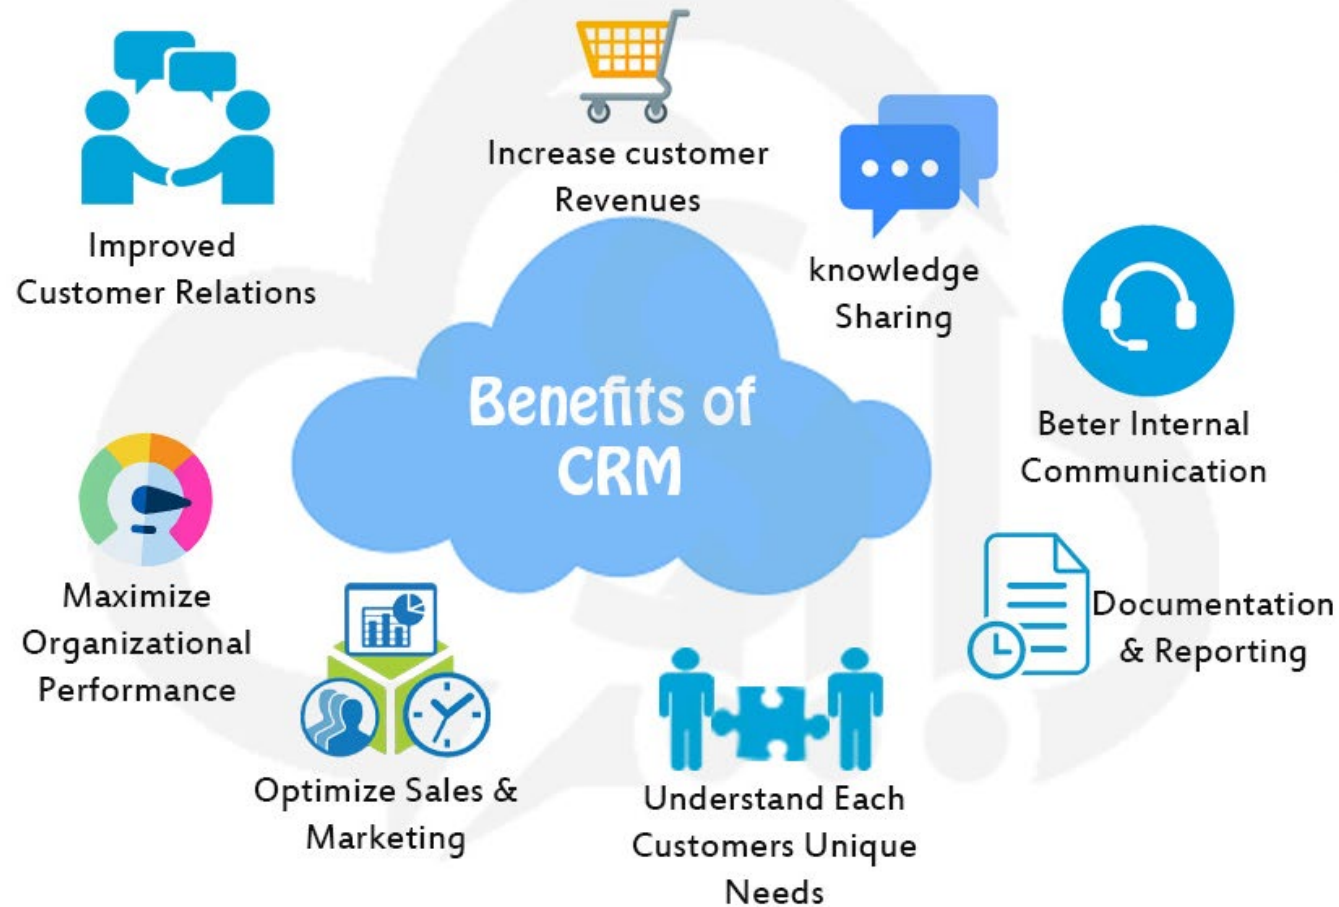 Increase customer
Revenues
Improved
Customer Relations
knowledge
Sharing
Benefits of
CRM
Beter Internal
Communication
Maximize
Organizational
Performance
Documentation
& Reporting
Optimize Sales &
Marketing
Understand Each
Customers Unique
Needs